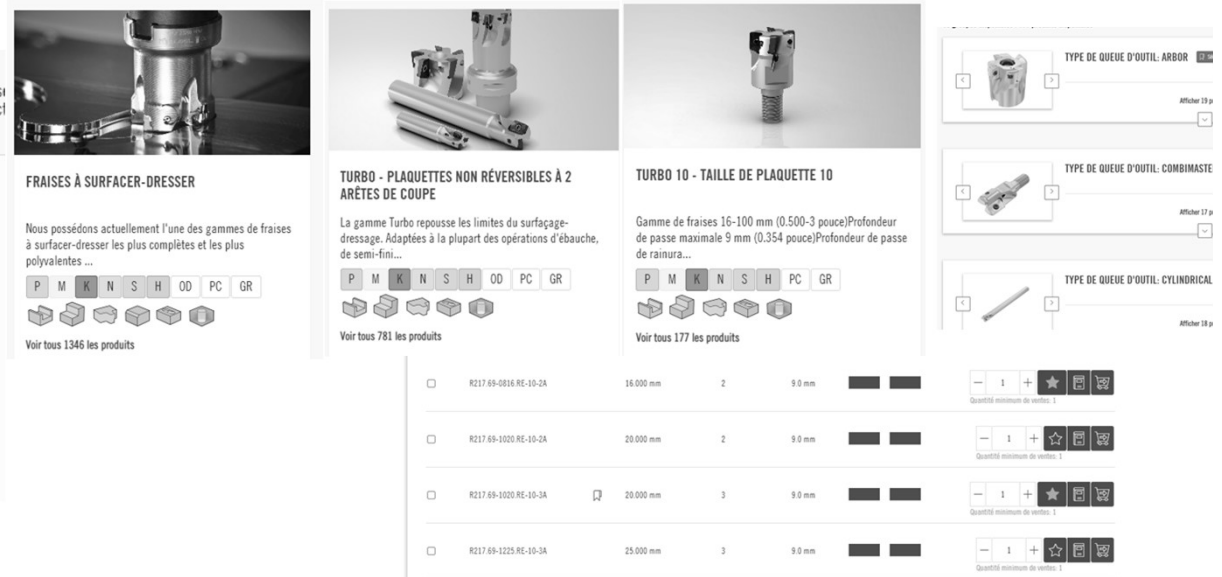 FRAISES À SURFACER-DRESSER
Nous possédons actuellement l'une des gammes de fraises
à surfacer-dresser les plus complètes et les plus
polyvalentes ...
P M K N S H OD PC GR
Voir tous 1346 les produits
TURBO - PLAQUETTES NON RÉVERSIBLES À 2
ARÊTES DE COUPE
La gamme Turbo repousse les limites du surfaçage-
dressage. Adaptées à la plupart des opérations d'ébauche,
de semi-fini...
P M K N S H OD PC GR
Voir tous 781 les produits
TURBO 10 - TAILLE DE PLAQUETTE 10
Gamme de fraises 16-100 mm (0.500-3 pouce)Profondeur
de passe maximale 9 mm (0.354 pouce)Profondeur de passe
de rainura...
P M K N S H PC GR
Voir tous 177 les produits
TYPE DE QUEUE D'OUTIL: ARBOR
Afficher 19 p
TYPE DE QUEUE D'OUTIL: COMBIMASTE
Afficher 17 p
TYPE DE QUEUE D'OUTIL: CYLINDRICAL
Afficher 18 p
R217.69-0816.RE-10-2A 16.000 mm 2 9.0 mm − 1 +
Quantité minimum de ventes: 1
R217.69-1020.RE-10-2A 20.000 mm 2 9.0 mm − 1 +
Quantité minimum de ventes: 1
R217.69-1020.RE-10-3A 20.000 mm 3 9.0 mm − 1 +
Quantité minimum de ventes: 1
R217.69-1225.RE-10-3A 25.000 mm 3 9.0 mm − 1 +
Quantité minimum de ventes: 1